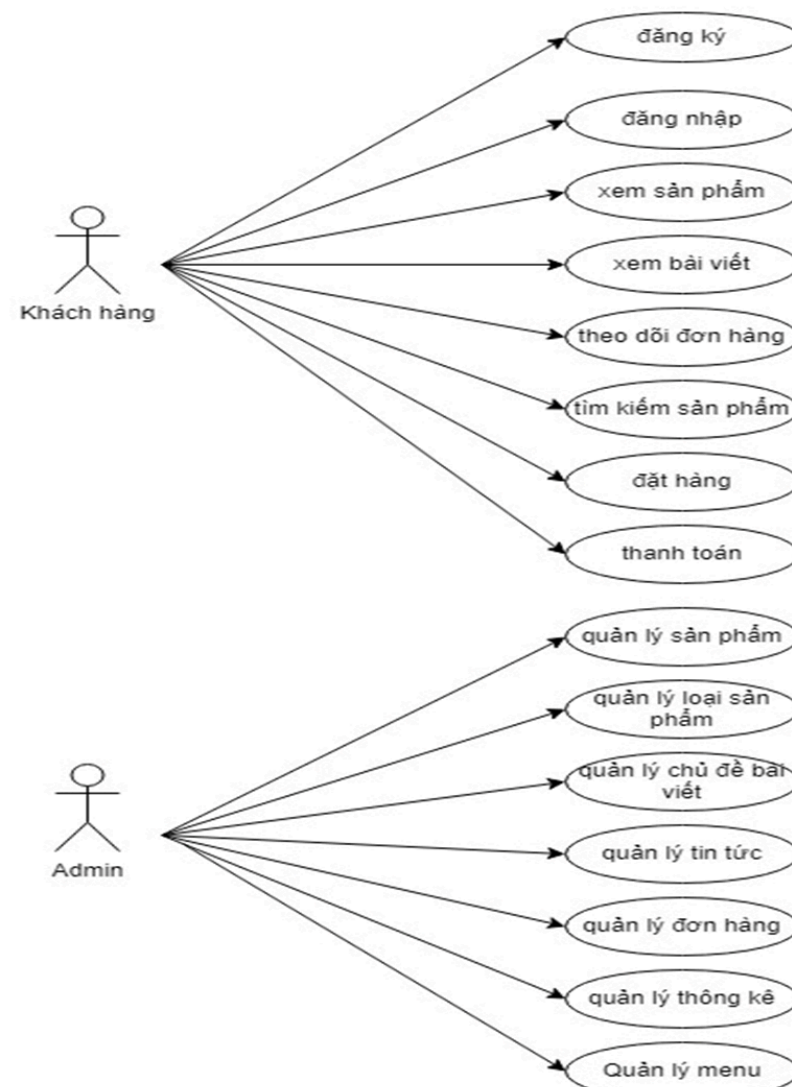 đăng ký
đăng nhập
xem sản phẩm
xem bài viết
Khách hàng
theo dõi đơn hàng
tìm kiếm sản phẩm
đặt hàng
thanh toán
quản lý sản phẩm
quản lý loại sản
phẩm
quản lý chủ đề bài
viết
quản lý tin tức
Admin
quản lý đơn hàng
quản lý thông kê
Quản lý menu